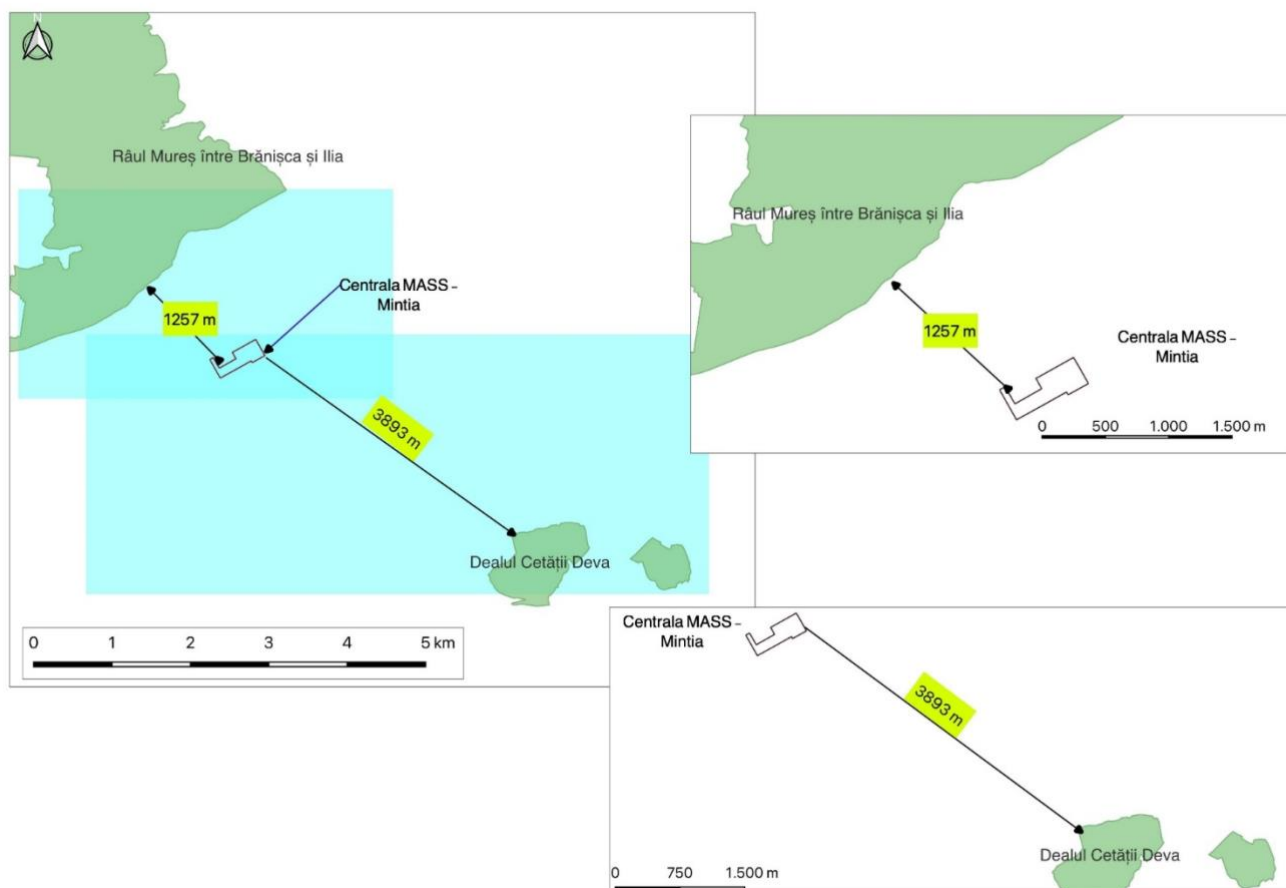 N
Râul Mureș între Brănișca și Ilia
Centrala MASS –
Mintia
1257 m
3893 m
Dealul Cetății Deva
0 1 2 3 4 5 km
Râul Mureș între Brănișca și Ilia
1257 m
Centrala MASS –
Mintia
0 500 1.000 1.500 m
Centrala MASS –
Mintia
3893 m
Dealul Cetății Deva
0 750 1.500 m